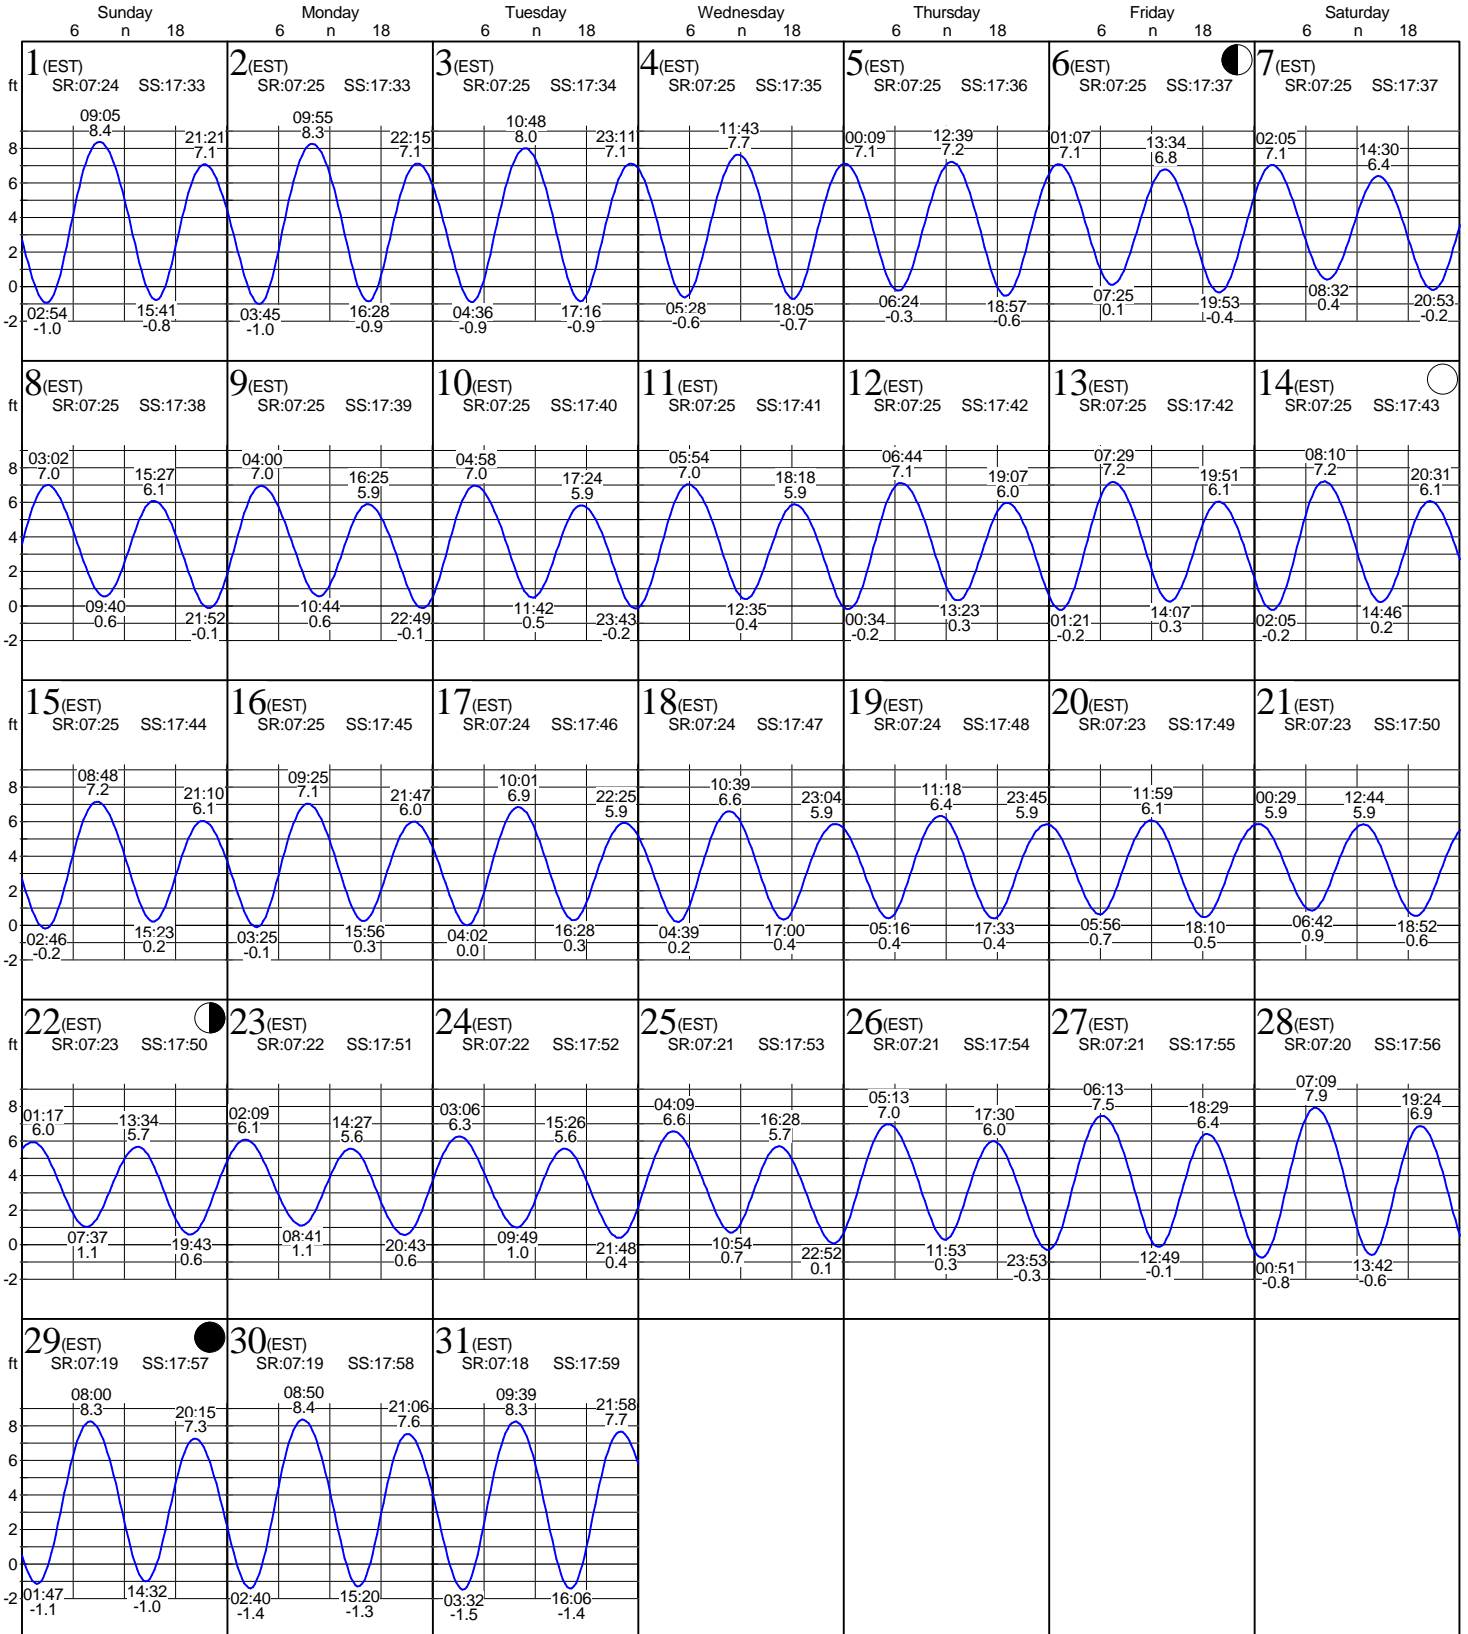 Sunday Monday Tuesday Wednesday Thursday Friday Saturday
6 n 18 6 n 18 6 n 18 6 n 18 6 n 18 6 n 18 6 n 18
1(EST) 2(EST) 3(EST) 4(EST) 5(EST) 6(EST) 7(EST)
ft SR:07:24 SS:17:33 SR:07:25 SS:17:33 SR:07:25 SS:17:34 SR:07:25 SS:17:35 SR:07:25 SS:17:36 SR:07:25 SS:17:37 SR:07:25 SS:17:37
09:05 21:21 09:55 22:15 10:48 23:11 11:43 00:09 12:39 01:07 13:34 02:05 14:30
8.4 7.1 8.3 7.1 8.0 7.1 7.7 7.1 7.2 7.1 6.8 7.1 6.4
8
6
4
2
0
-2
02:54 15:41 03:45 16:28 04:36 17:16 05:28 18:05 06:24 18:57 07:25 19:53 08:32 20:53
-1.0 -0.8 -1.0 -0.9 -0.9 -0.9 -0.6 -0.7 -0.3 -0.6 0.1 -0.4 0.4 -0.2
8(EST) 9(EST) 10(EST) 11(EST) 12(EST) 13(EST) 14(EST)
ft SR:07:25 SS:17:38 SR:07:25 SS:17:39 SR:07:25 SS:17:40 SR:07:25 SS:17:41 SR:07:25 SS:17:42 SR:07:25 SS:17:42 SR:07:25 SS:17:43
03:02 15:27 04:00 16:25 04:58 17:24 05:54 18:18 06:44 19:07 07:29 19:51 08:10 20:31
7.0 6.1 7.0 5.9 7.0 5.9 7.0 5.9 7.1 6.0 7.2 6.1 7.2 6.1
8
6
4
2
0
-2
09:40 21:52 10:44 22:49 11:42 23:43 12:35 00:34 13:23 01:21 14:07 02:05 14:46
0.6 -0.1 0.6 -0.1 0.5 -0.2 0.4 -0.2 0.3 -0.2 0.3 -0.2 0.2
15(EST) 16(EST) 17(EST) 18(EST) 19(EST) 20(EST) 21(EST)
ft SR:07:25 SS:17:44 SR:07:25 SS:17:45 SR:07:24 SS:17:46 SR:07:24 SS:17:47 SR:07:24 SS:17:48 SR:07:23 SS:17:49 SR:07:23 SS:17:50
08:48 21:10 09:25 21:47 10:01 22:25 10:39 23:04 11:18 23:45 11:59 00:29 12:44
7.2 6.1 7.1 6.0 6.9 5.9 6.6 5.9 6.4 5.9 6.1 5.9 5.9
8
6
4
2
0
-2
02:46 15:23 03:25 15:56 04:02 16:28 04:39 17:00 05:16 17:33 05:56 18:10 06:42 18:52
-0.2 0.2 -0.1 0.3 0.0 0.3 0.2 0.4 0.4 0.4 0.7 0.5 0.9 0.6
22(EST) 23(EST) 24(EST) 25(EST) 26(EST) 27(EST) 28(EST)
ft SR:07:23 SS:17:50 SR:07:22 SS:17:51 SR:07:22 SS:17:52 SR:07:21 SS:17:53 SR:07:21 SS:17:54 SR:07:21 SS:17:55 SR:07:20 SS:17:56
01:17 13:34 02:09 14:27 03:06 15:26 04:09 16:28 05:13 17:30 06:13 18:29 07:09 19:24
6.0 5.7 6.1 5.6 6.3 5.6 6.6 5.7 7.0 6.0 7.5 6.4 7.9 6.9
8
6
4
2
0
-2
07:37 19:43 08:41 20:43 09:49 21:48 10:54 22:52 11:53 23:53 12:49 00:51 13:42
1.1 0.6 1.1 0.6 1.0 0.4 0.7 0.1 0.3 -0.3 -0.1 -0.8 -0.6
29(EST) 30(EST) 31(EST)
ft SR:07:19 SS:17:57 SR:07:19 SS:17:58 SR:07:18 SS:17:59
08:00 20:15 08:50 21:06 09:39 21:58
8.3 7.3 8.4 7.6 8.3 7.7
8
6
4
2
0
-2
01:47 14:32 02:40 15:20 03:32 16:06
-1.1 -1.0 -1.4 -1.3 -1.5 -1.4